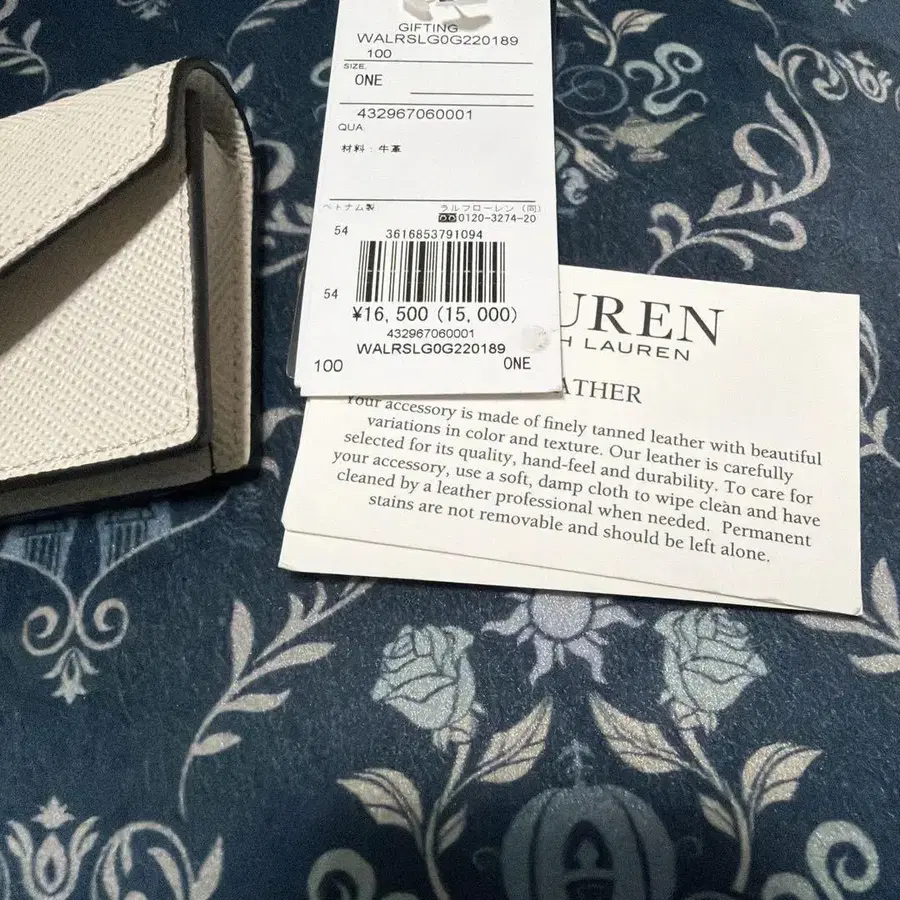 GIFTING
WALRSLG0G220189
100
SIZE.
ONE
432967060001
QUA.
材料：牛革
ベトナム製
ラルフローレン（同）
0120-3274-20
54
3616853791094
54
¥16,500(15,000)
432967060001
WALRSLG0G220189
100
ONE
UREN
H LAUREN
ATHER
Your accessory is made of finely tanned leather with beautiful
variations in color and texture. Our leather is carefully
selected for its quality, hand-feel and durability. To care for
your accessory, use a soft, damp cloth to wipe clean and have
cleaned by a leather professional when needed. Permanent
stains are not removable and should be left alone.